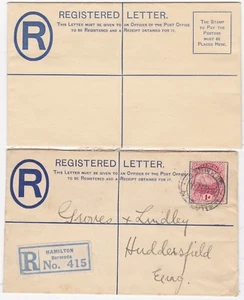 REGISTERED LETTER.
THIS LETTER MUST BE GIVEN TO AN OFFICER OF THE POST OFFICE
TO BE REGISTERED AND A RECEIPT OBTAINED FOR IT.
THE STAMP
TO PAY THE
POSTAGE
MUST BE
PLACED HERE.
R
REGISTERED LETTER.
THIS LETTER MUST BE GIVEN TO AN OFFICER OF THE POST OFFICE
TO BE REGISTERED AND A RECEIPT OBTAINED FOR IT.
R
Groves & Lindley
Huddersfield
Eng.
HAMILTON
Bermuda
R No. 415